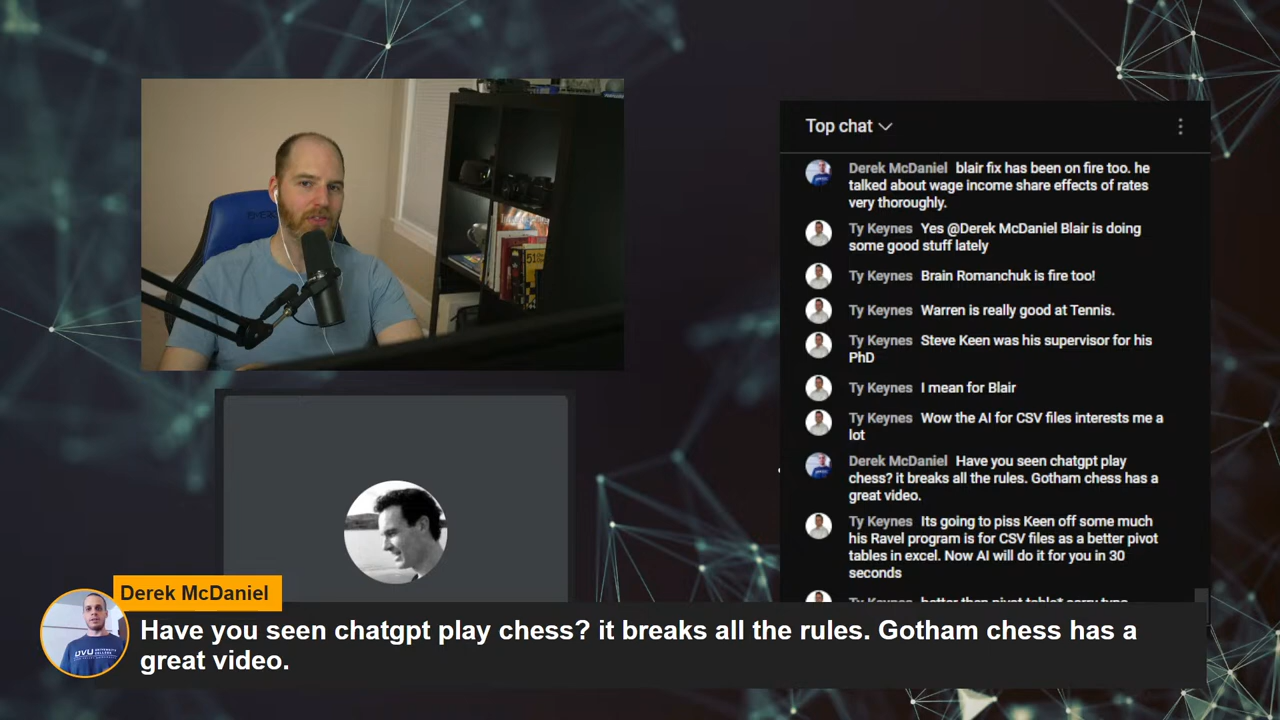 Top chat
Derek McDaniel blair fix has been on fire too. he
talked about wage income share effects of rates
very thoroughly.
Ty Keynes Yes @Derek McDaniel Blair is doing
some good stuff lately
Ty Keynes Brain Romanchuk is fire too!
Ty Keynes Warren is really good at Tennis.
Ty Keynes Steve Keen was his supervisor for his
PhD
Ty Keynes I mean for Blair
Ty Keynes Wow the AI for CSV files interests me a
lot
Derek McDaniel Have you seen chatgpt play
chess? it breaks all the rules. Gotham chess has a
great video.
Ty Keynes Its going to piss Keen off some much
his Ravel program is for CSV files as a better pivot
tables in excel. Now AI will do it for you in 30
seconds
Derek McDaniel
Have you seen chatgpt play chess? it breaks all the rules. Gotham chess has a
great video.